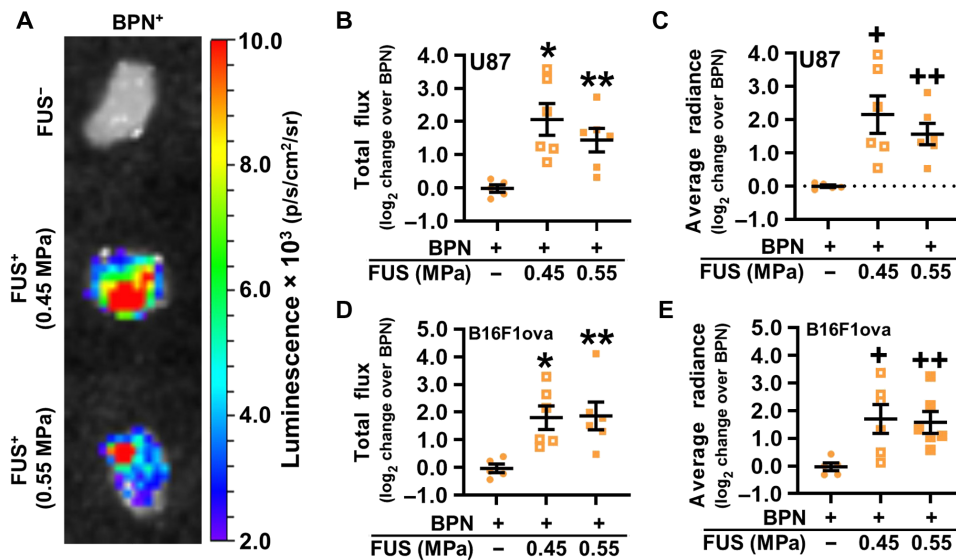 A
BPN+
FUS−
FUS+
(0.45 MPa)
FUS+
(0.55 MPa)
10.0
8.0
6.0
4.0
2.0
Luminescence × 10³ (p/s/cm²/sr)
B
U87
Total flux
(log₂ change over BPN)
4.0
3.0
2.0
1.0
0.0
−1.0
*
**
BPN + + +
FUS (MPa) − 0.45 0.55
C
U87
Average radiance
(log₂ change over BPN)
4.0
3.0
2.0
1.0
0.0
−1.0
+
++
BPN + + +
FUS (MPa) − 0.45 0.55
D
B16F1ova
Total flux
(log₂ change over BPN)
5.0
4.0
3.0
2.0
1.0
0.0
−1.0
*
**
BPN + + +
FUS (MPa) − 0.45 0.55
E
B16F1ova
Average radiance
(log₂ change over BPN)
5.0
4.0
3.0
2.0
1.0
0.0
−1.0
+
++
BPN + + +
FUS (MPa) − 0.45 0.55